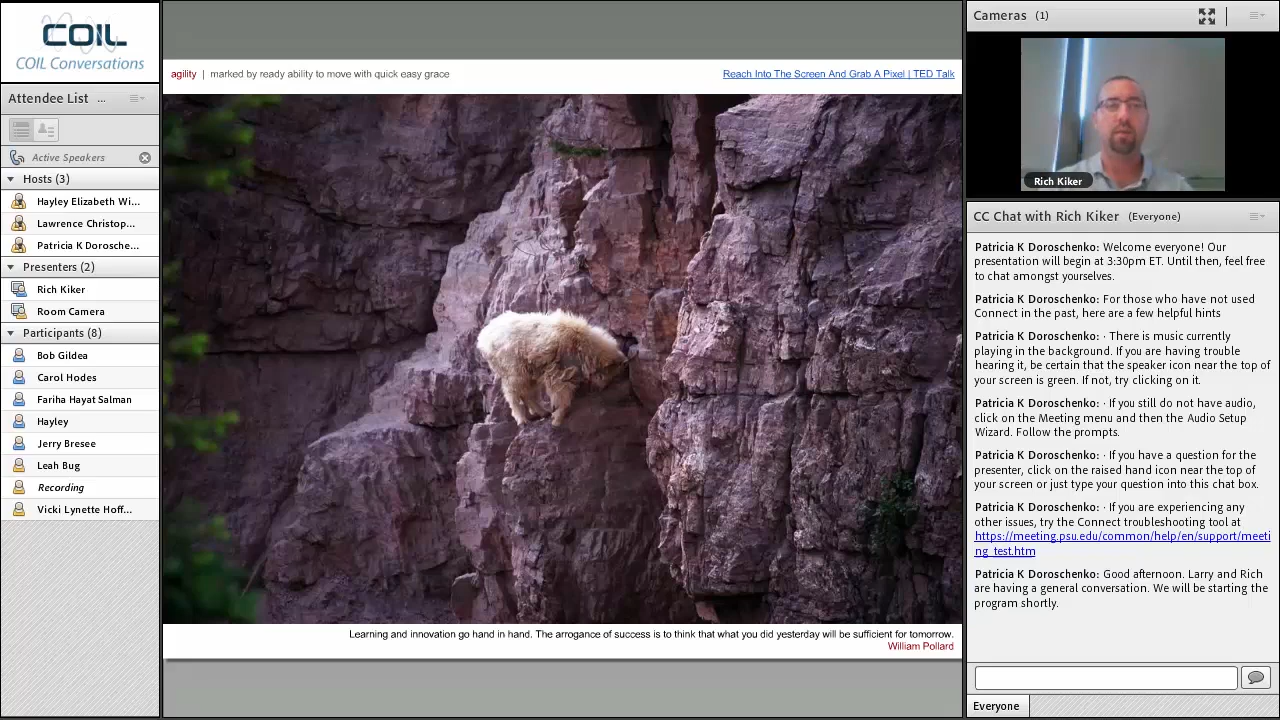 COIL
COIL Conversations
Attendee List ...
Active Speakers
Hosts (3)
Hayley Elizabeth Wi...
Lawrence Christop...
Patricia K Dorosche...
Presenters (2)
Rich Kiker
Room Camera
Participants (8)
Bob Gildea
Carol Hodes
Fariha Hayat Salman
Hayley
Jerry Bresee
Leah Bug
Recording
Vicki Lynette Hoff...
agility | marked by ready ability to move with quick easy grace
Reach Into The Screen And Grab A Pixel | TED Talk
Learning and innovation go hand in hand. The arrogance of success is to think that what you did yesterday will be sufficient for tomorrow.
William Pollard
Cameras (1)
Rich Kiker
CC Chat with Rich Kiker (Everyone)
Patricia K Doroschenko: Welcome everyone! Our
presentation will begin at 3:30pm ET. Until then, feel free
to chat amongst yourselves.
Patricia K Doroschenko: For those who have not used
Connect in the past, here are a few helpful hints
Patricia K Doroschenko: · There is music currently
playing in the background. If you are having trouble
hearing it, be certain that the speaker icon near the top of
your screen is green. If not, try clicking on it.
Patricia K Doroschenko: · If you still do not have audio,
click on the Meeting menu and then the Audio Setup
Wizard. Follow the prompts.
Patricia K Doroschenko: · If you have a question for the
presenter, click on the raised hand icon near the top of
your screen or just type your question into this chat box.
Patricia K Doroschenko: · If you are experiencing any
other issues, try the Connect troubleshooting tool at
https://meeting.psu.edu/common/help/en/support/meeti
ng_test.htm
Patricia K Doroschenko: Good afternoon. Larry and Rich
are having a general conversation. We will be starting the
program shortly.
Everyone